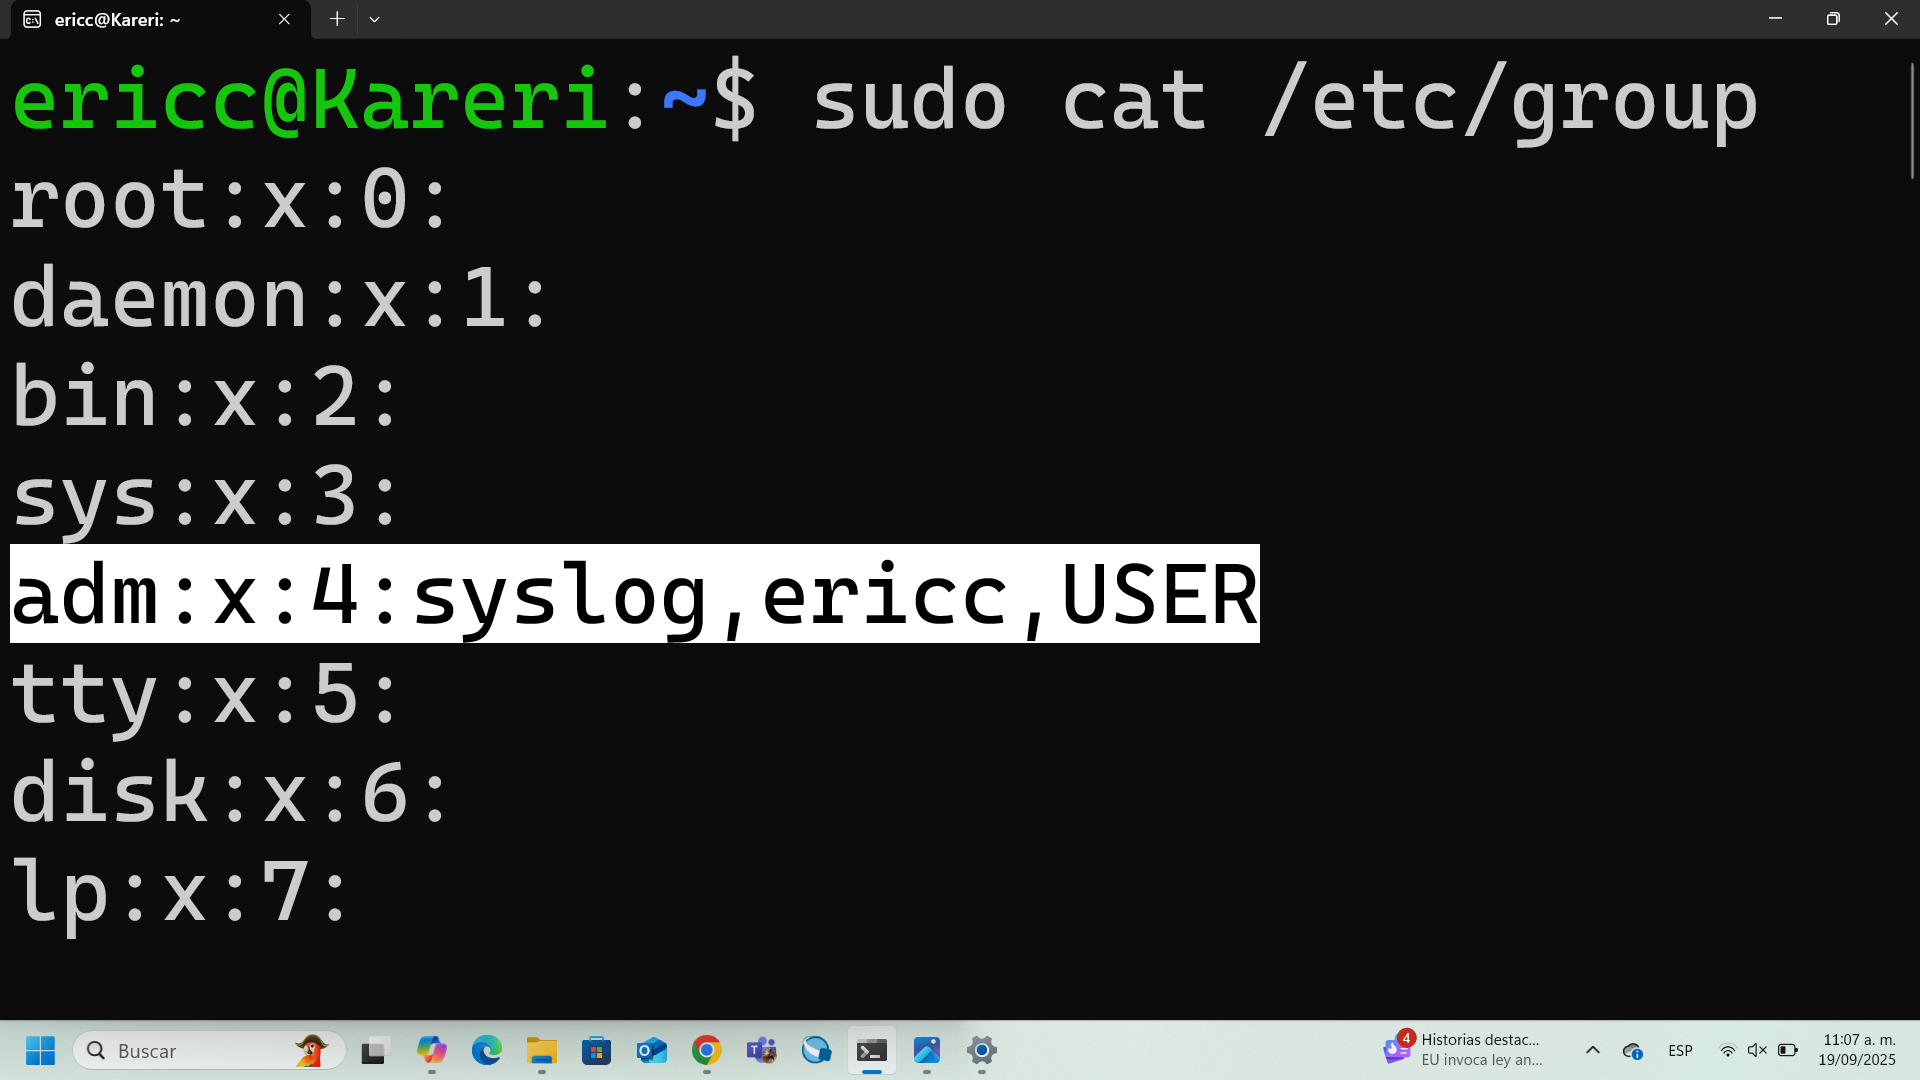 ericc@Kareri: ~
ericc@Kareri:~$ sudo cat /etc/group
root:x:0:
daemon:x:1:
bin:x:2:
sys:x:3:
adm:x:4:syslog,ericc,USER
tty:x:5:
disk:x:6:
lp:x:7:
Buscar
4
Historias destac...
EU invoca ley an...
ESP
11:07 a. m.
19/09/2025